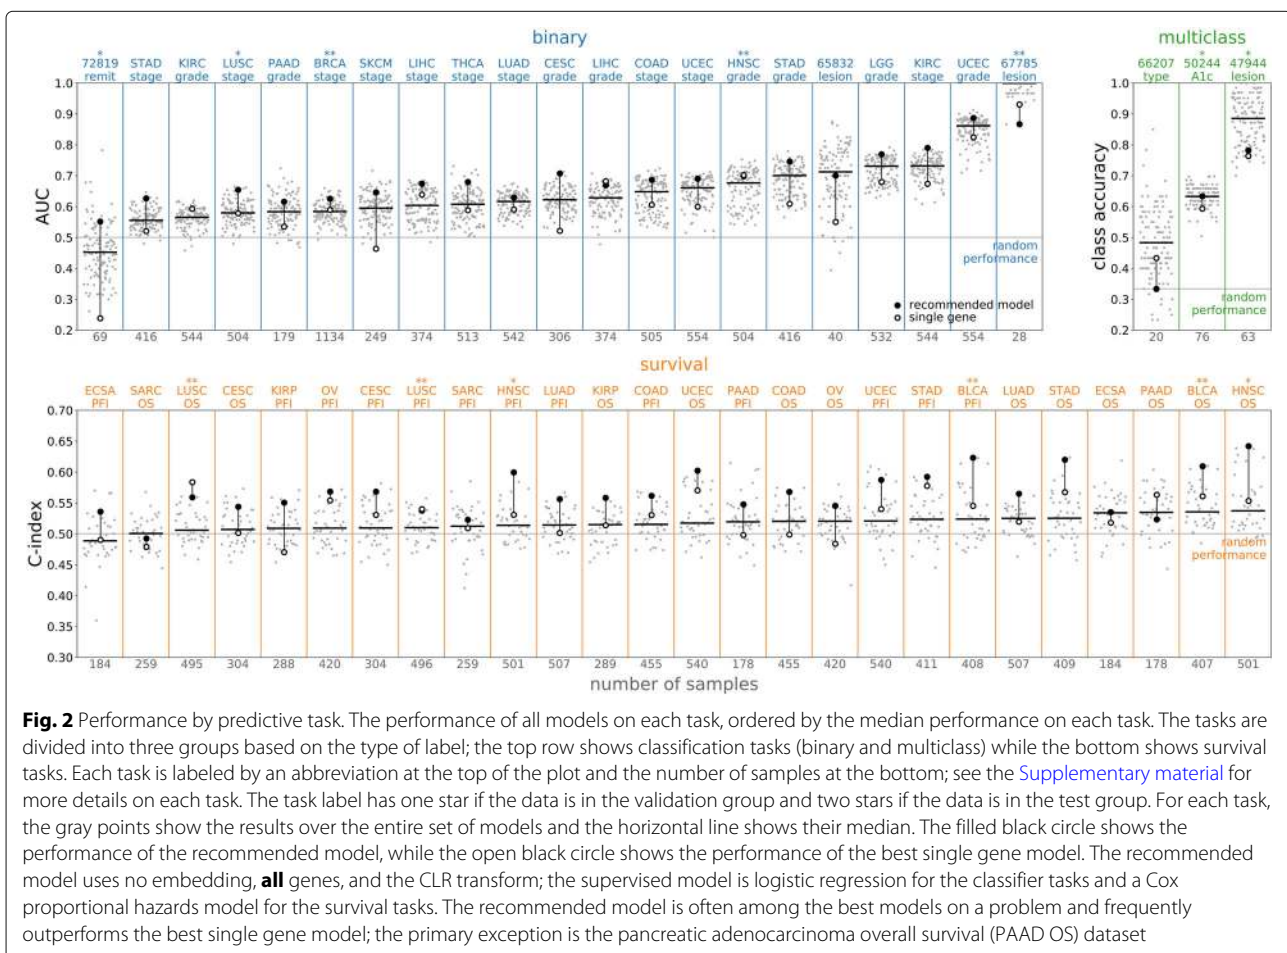 binary
multiclass
* * ** ** **
72819 STAD KIRC LUSC PAAD BRCA SKCM LIHC THCA LUAD CESC LIHC COAD UCEC HNSC STAD 65832 LGG KIRC UCEC 67785
remit stage grade stage grade stage stage stage stage stage grade grade stage stage grade grade lesion grade stage grade lesion
* *
66207 50244 47944
type A1c lesion
1.0
0.9
0.8
0.7
0.6
0.5
0.4
0.3
0.2
AUC
random
performance
recommended model
single gene
69 416 544 504 179 1134 249 374 513 542 306 374 505 554 504 416 40 532 544 554 28
1.0
0.9
0.8
0.7
0.6
0.5
0.4
0.3
0.2
class accuracy
random
performance
20 76 63
survival
** ** * ** ** *
ECSA SARC LUSC CESC KIRP OV CESC LUSC SARC HNSC LUAD KIRP COAD UCEC PAAD COAD OV UCEC STAD BLCA LUAD STAD ECSA PAAD BLCA HNSC
PFI OS OS OS PFI PFI PFI PFI PFI PFI PFI OS PFI OS PFI OS OS PFI PFI PFI OS OS OS OS OS OS
0.70
0.65
0.60
0.55
0.50
0.45
0.40
0.35
0.30
C-index
random
performance
184 259 495 304 288 420 304 496 259 501 507 289 455 540 178 455 420 540 411 408 507 409 184 178 407 501
number of samples
Fig. 2 Performance by predictive task. The performance of all models on each task, ordered by the median performance on each task. The tasks are
divided into three groups based on the type of label; the top row shows classification tasks (binary and multiclass) while the bottom shows survival
tasks. Each task is labeled by an abbreviation at the top of the plot and the number of samples at the bottom; see the Supplementary material for
more details on each task. The task label has one star if the data is in the validation group and two stars if the data is in the test group. For each task,
the gray points show the results over the entire set of models and the horizontal line shows their median. The filled black circle shows the
performance of the recommended model, while the open black circle shows the performance of the best single gene model. The recommended
model uses no embedding, all genes, and the CLR transform; the supervised model is logistic regression for the classifier tasks and a Cox
proportional hazards model for the survival tasks. The recommended model is often among the best models on a problem and frequently
outperforms the best single gene model; the primary exception is the pancreatic adenocarcinoma overall survival (PAAD OS) dataset